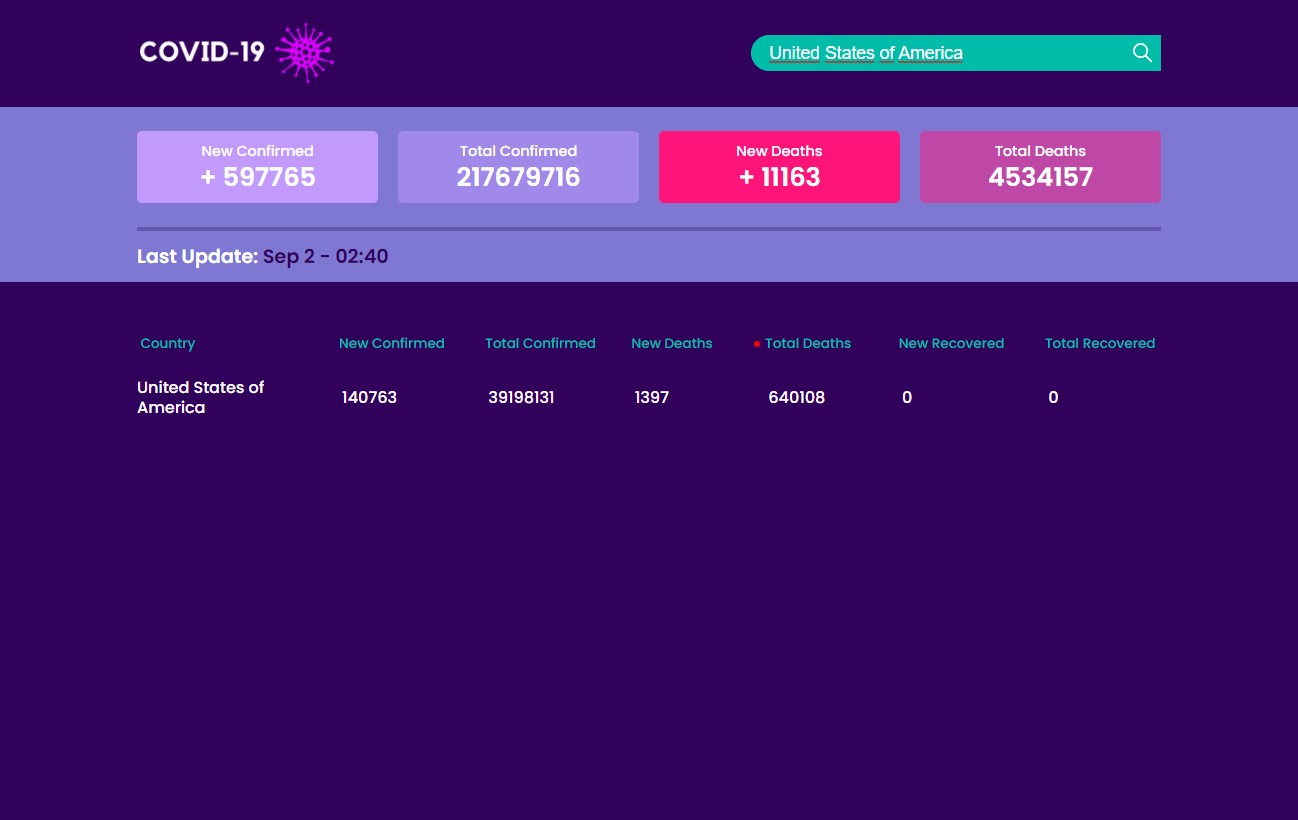 COVID-19
United States of America
New Confirmed
+ 597765
Total Confirmed
217679716
New Deaths
+ 11163
Total Deaths
4534157
Last Update: Sep 2 - 02:40
Country New Confirmed Total Confirmed New Deaths Total Deaths New Recovered Total Recovered
United States of
America
140763 39198131 1397 640108 0 0